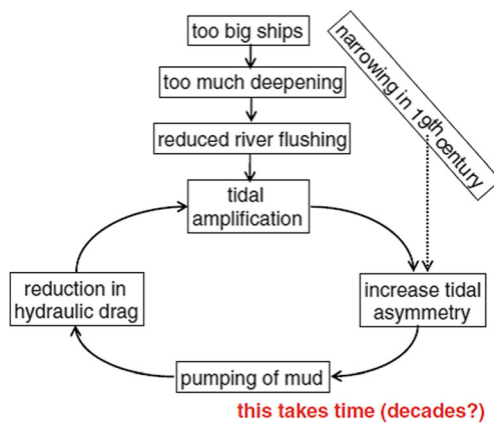 too big ships
too much deepening
reduced river flushing
narrowing in 19th century
tidal
amplification
increase tidal
asymmetry
pumping of mud
this takes time (decades?)
reduction in
hydraulic drag